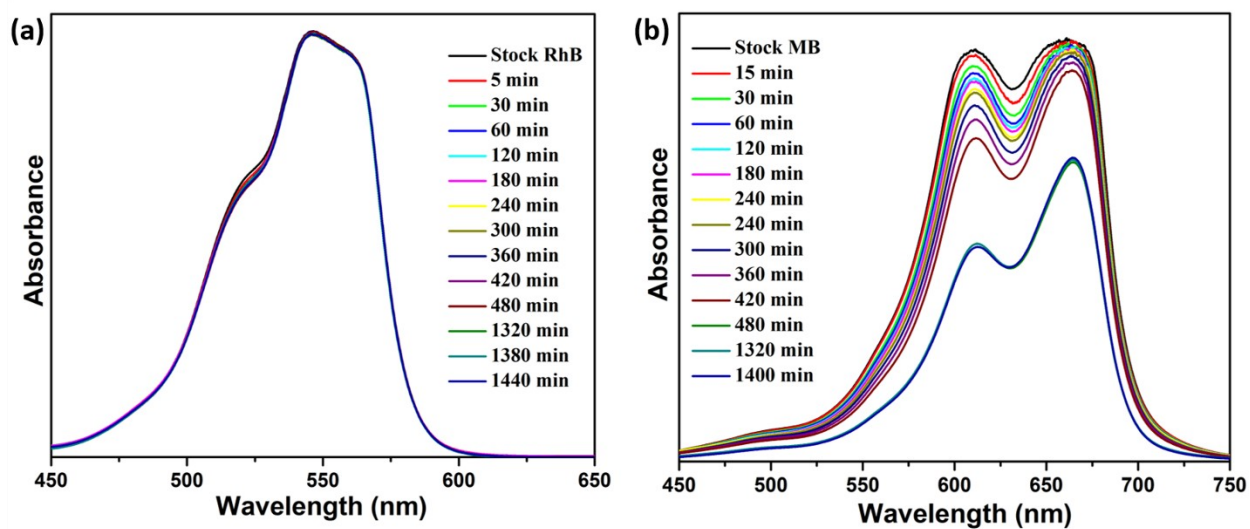 (a)
Stock RhB
5 min
30 min
60 min
120 min
180 min
240 min
300 min
360 min
420 min
480 min
1320 min
1380 min
1440 min
Absorbance
450 500 550 600 650
Wavelength (nm)
(b)
Stock MB
15 min
30 min
60 min
120 min
180 min
240 min
240 min
300 min
360 min
420 min
480 min
1320 min
1400 min
Absorbance
450 500 550 600 650 700 750
Wavelength (nm)